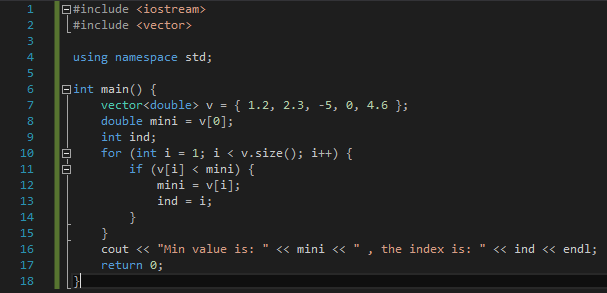 1 #include <iostream>
2 #include <vector>
3
4 using namespace std;
5
6 int main() {
7     vector<double> v = { 1.2, 2.3, -5, 0, 4.6 };
8     double mini = v[0];
9     int ind;
10     for (int i = 1; i < v.size(); i++) {
11         if (v[i] < mini) {
12             mini = v[i];
13             ind = i;
14         }
15     }
16     cout << "Min value is: " << mini << " , the index is: " << ind << endl;
17     return 0;
18 }